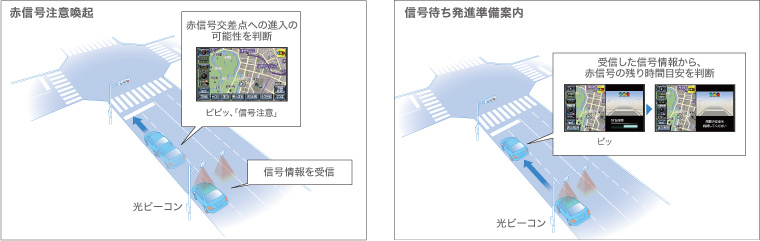 赤信号注意喚起
赤信号交差点への進入の
可能性を判断
ピピッ、「信号注意」
信号情報を受信
光ビーコン
信号待ち発進準備案内
受信した信号情報から、
赤信号の残り時間目安を判断
ピッ
光ビーコン